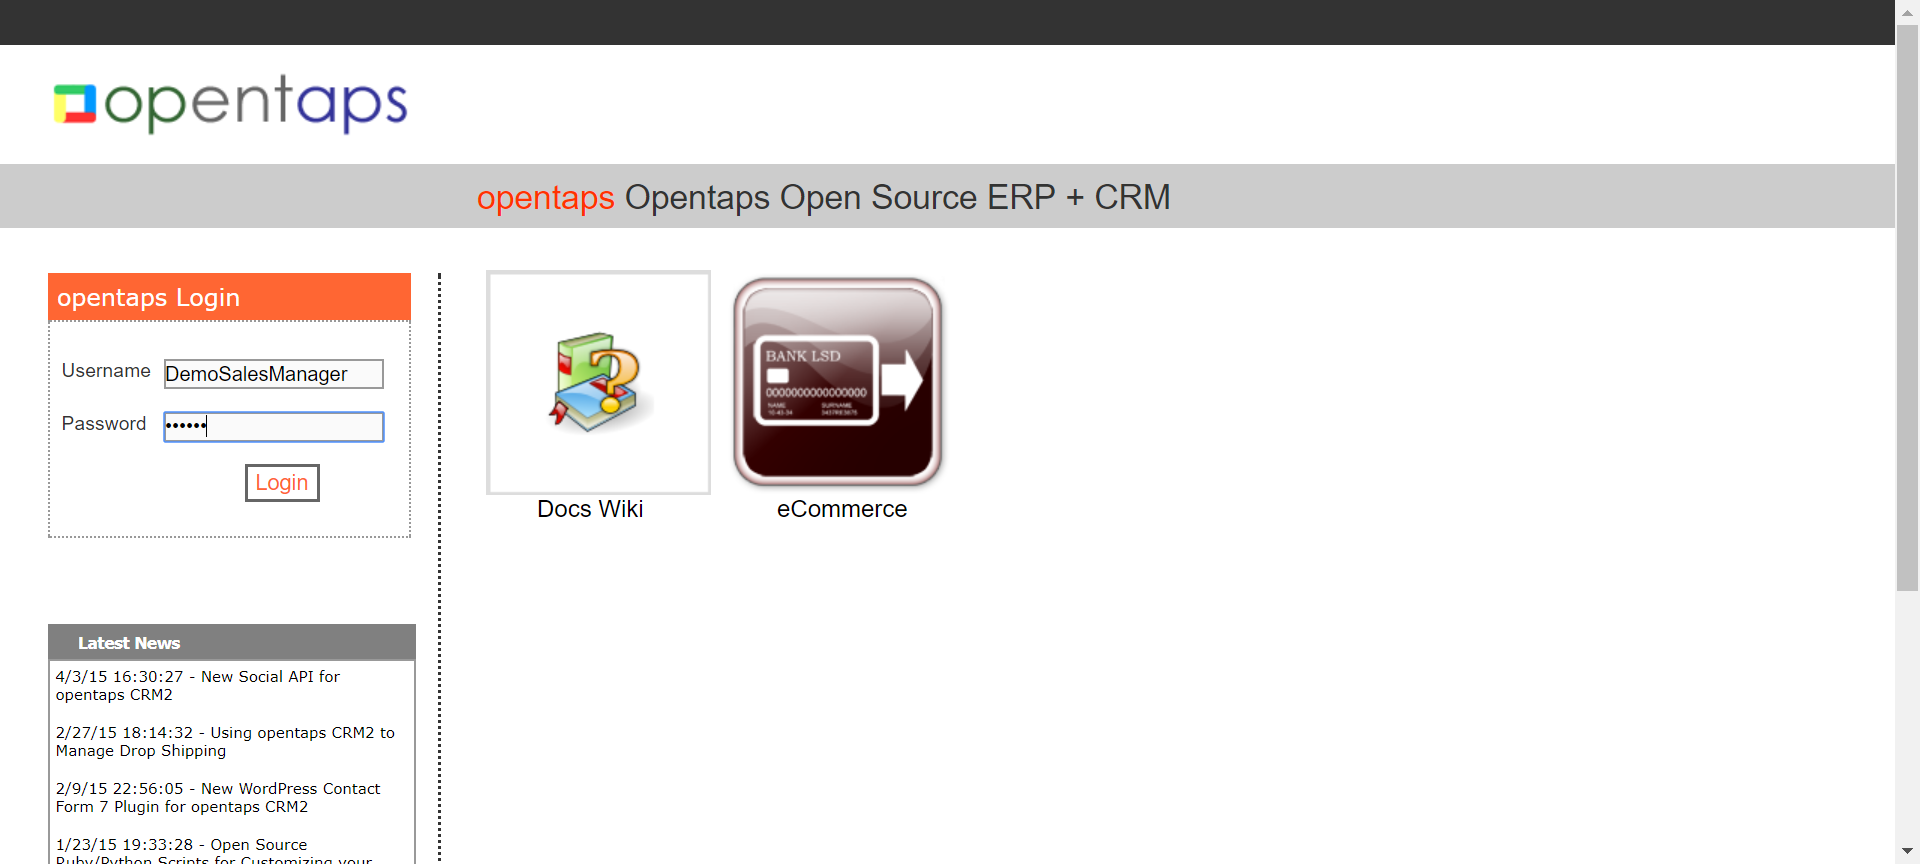 opentaps
opentaps Opentaps Open Source ERP + CRM
opentaps Login
Username DemoSalesManager
Password ••••••
Login
BANK LSD
0000000000000000
NAME SURNAME
Docs Wiki
eCommerce
Latest News
4/3/15 16:30:27 - New Social API for
opentaps CRM2
2/27/15 18:14:32 - Using opentaps CRM2 to
Manage Drop Shipping
2/9/15 22:56:05 - New WordPress Contact
Form 7 Plugin for opentaps CRM2
1/23/15 19:33:28 - Open Source
Ruby/Python Scripts for Customizing your